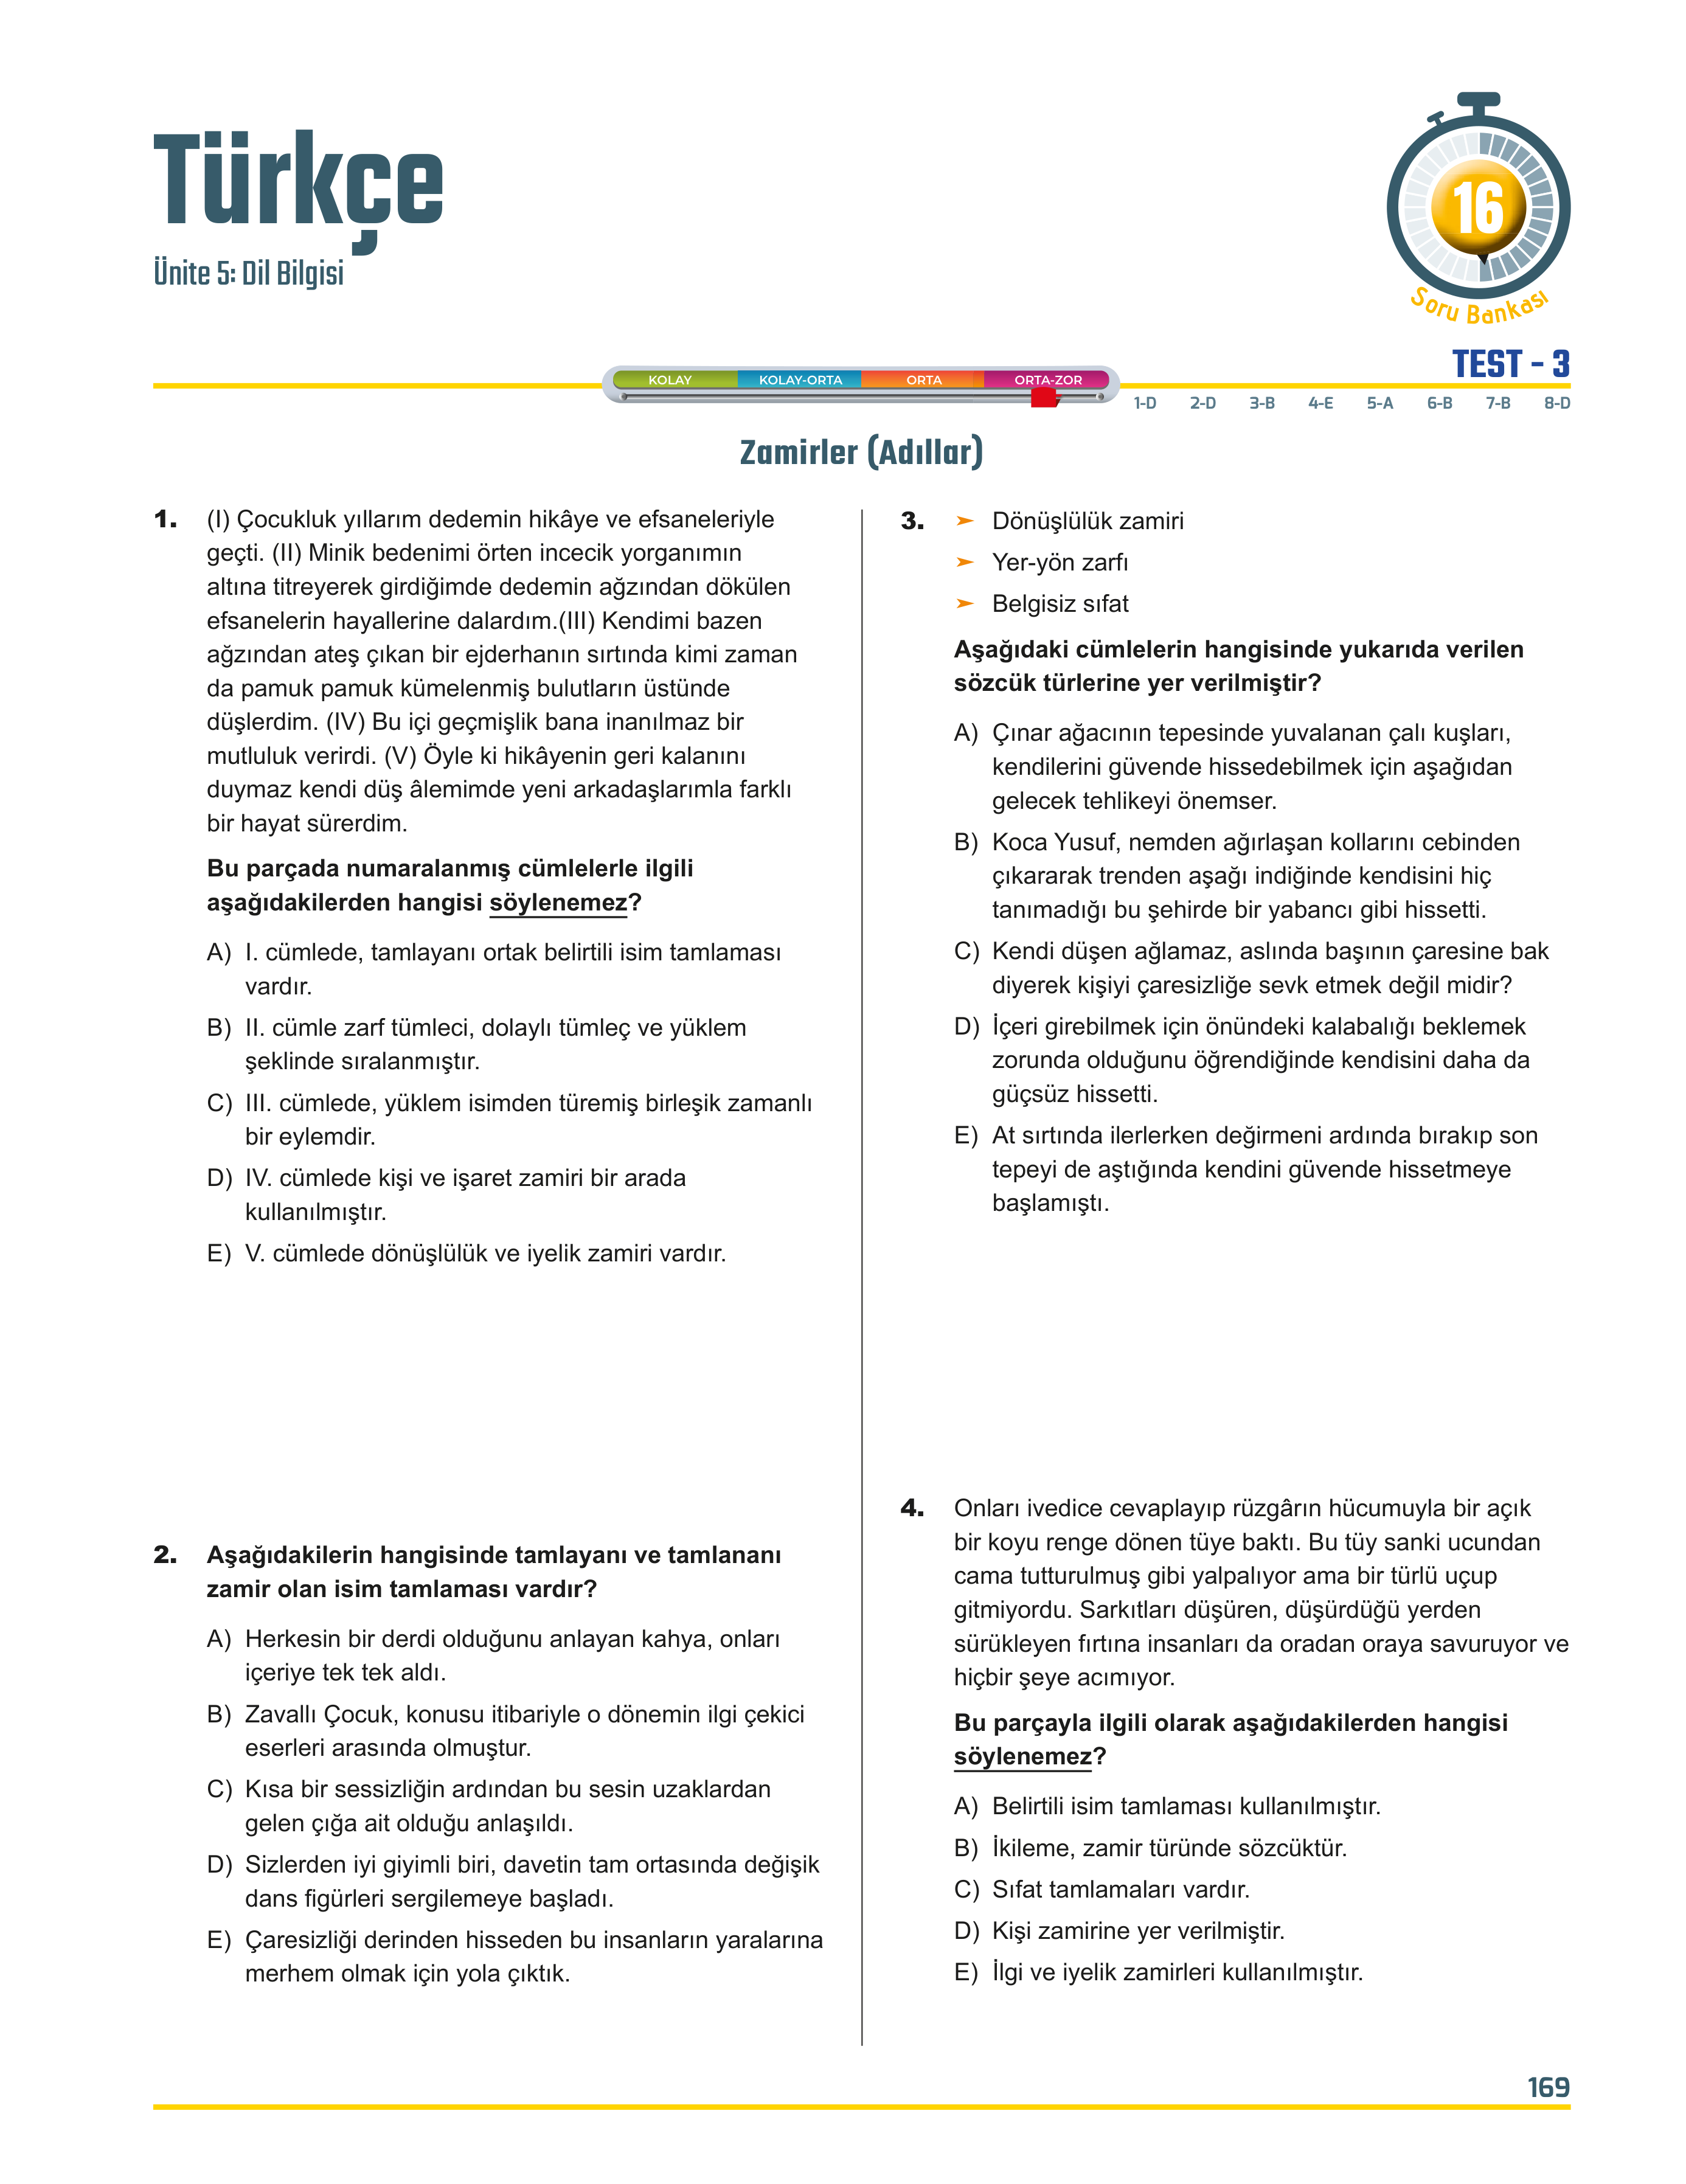 Türkçe
Ünite 5: Dil Bilgisi
16
Soru Bankası
TEST - 3
KOLAY KOLAY-ORTA ORTA ORTA-ZOR
1-D 2-D 3-B 4-E 5-A 6-B 7-B 8-D
Zamirler (Adıllar)
1. (I) Çocukluk yıllarım dedemin hikâye ve efsaneleriyle
geçti. (II) Minik bedenimi örten incecik yorganımın
altına titreyerek girdiğimde dedemin ağzından dökülen
efsanelerin hayallerine dalardım.(III) Kendimi bazen
ağzından ateş çıkan bir ejderhanın sırtında kimi zaman
da pamuk pamuk kümelenmiş bulutların üstünde
düşlerdim. (IV) Bu içi geçmişlik bana inanılmaz bir
mutluluk verirdi. (V) Öyle ki hikâyenin geri kalanını
duymaz kendi düş âlemimde yeni arkadaşlarımla farklı
bir hayat sürerdim.
Bu parçada numaralanmış cümlelerle ilgili
aşağıdakilerden hangisi söylenemez?
A) I. cümlede, tamlayanı ortak belirtili isim tamlaması
vardır.
B) II. cümle zarf tümleci, dolaylı tümleç ve yüklem
şeklinde sıralanmıştır.
C) III. cümlede, yüklem isimden türemiş birleşik zamanlı
bir eylemdir.
D) IV. cümlede kişi ve işaret zamiri bir arada
kullanılmıştır.
E) V. cümlede dönüşlülük ve iyelik zamiri vardır.
2. Aşağıdakilerin hangisinde tamlayanı ve tamlananı
zamir olan isim tamlaması vardır?
A) Herkesin bir derdi olduğunu anlayan kahya, onları
içeriye tek tek aldı.
B) Zavallı Çocuk, konusu itibariyle o dönemin ilgi çekici
eserleri arasında olmuştur.
C) Kısa bir sessizliğin ardından bu sesin uzaklardan
gelen çığa ait olduğu anlaşıldı.
D) Sizlerden iyi giyimli biri, davetin tam ortasında değişik
dans figürleri sergilemeye başladı.
E) Çaresizliği derinden hisseden bu insanların yaralarına
merhem olmak için yola çıktık.
3. ➤ Dönüşlülük zamiri
➤ Yer-yön zarfı
➤ Belgisiz sıfat
Aşağıdaki cümlelerin hangisinde yukarıda verilen
sözcük türlerine yer verilmiştir?
A) Çınar ağacının tepesinde yuvalanan çalı kuşları,
kendilerini güvende hissedebilmek için aşağıdan
gelecek tehlikeyi önemser.
B) Koca Yusuf, nemden ağırlaşan kollarını cebinden
çıkararak trenden aşağı indiğinde kendisini hiç
tanımadığı bu şehirde bir yabancı gibi hissetti.
C) Kendi düşen ağlamaz, aslında başının çaresine bak
diyerek kişiyi çaresizliğe sevk etmek değil midir?
D) İçeri girebilmek için önündeki kalabalığı beklemek
zorunda olduğunu öğrendiğinde kendisini daha da
güçsüz hissetti.
E) At sırtında ilerlerken değirmeni ardında bırakıp son
tepeyi de aştığında kendini güvende hissetmeye
başlamıştı.
4. Onları ivedice cevaplayıp rüzgârın hücumuyla bir açık
bir koyu renge dönen tüye baktı. Bu tüy sanki ucundan
cama tutturulmuş gibi yalpalıyor ama bir türlü uçup
gitmiyordu. Sarkıtları düşüren, düşürdüğü yerden
sürükleyen fırtına insanları da oradan oraya savuruyor ve
hiçbir şeye acımıyor.
Bu parçayla ilgili olarak aşağıdakilerden hangisi
söylenemez?
A) Belirtili isim tamlaması kullanılmıştır.
B) İkileme, zamir türünde sözcüktür.
C) Sıfat tamlamaları vardır.
D) Kişi zamirine yer verilmiştir.
E) İlgi ve iyelik zamirleri kullanılmıştır.
169